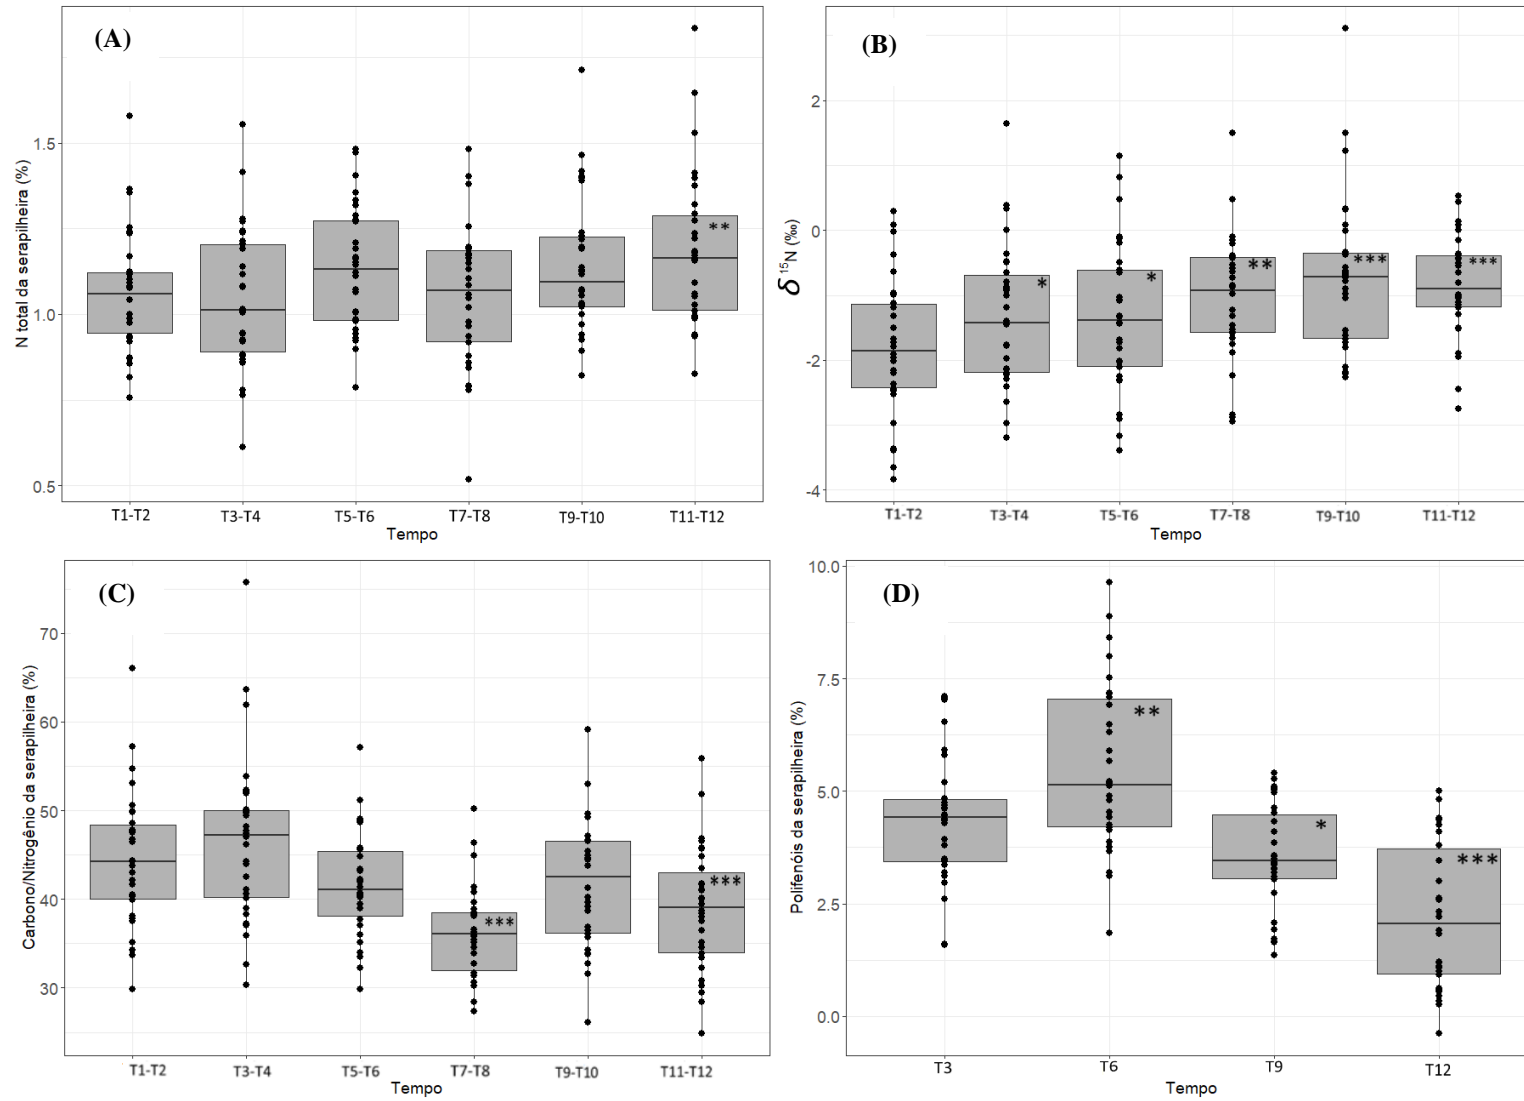 (A)
N total da serapilheira (%)
1.5
1.0
0.5
T1-T2 T3-T4 T5-T6 T7-T8 T9-T10 T11-T12
Tempo
**
(B)
δ ¹⁵N (‰)
2
0
-2
-4
* * ** *** ***
T1-T2 T3-T4 T5-T6 T7-T8 T9-T10 T11-T12
Tempo
(C)
Carbono/Nitrogênio da serapilheira (%)
70
60
50
40
30
*** ***
T1-T2 T3-T4 T5-T6 T7-T8 T9-T10 T11-T12
Tempo
(D)
Polifenóis da serapilheira (%)
10.0
7.5
5.0
2.5
0.0
** * ***
T3 T6 T9 T12
Tempo